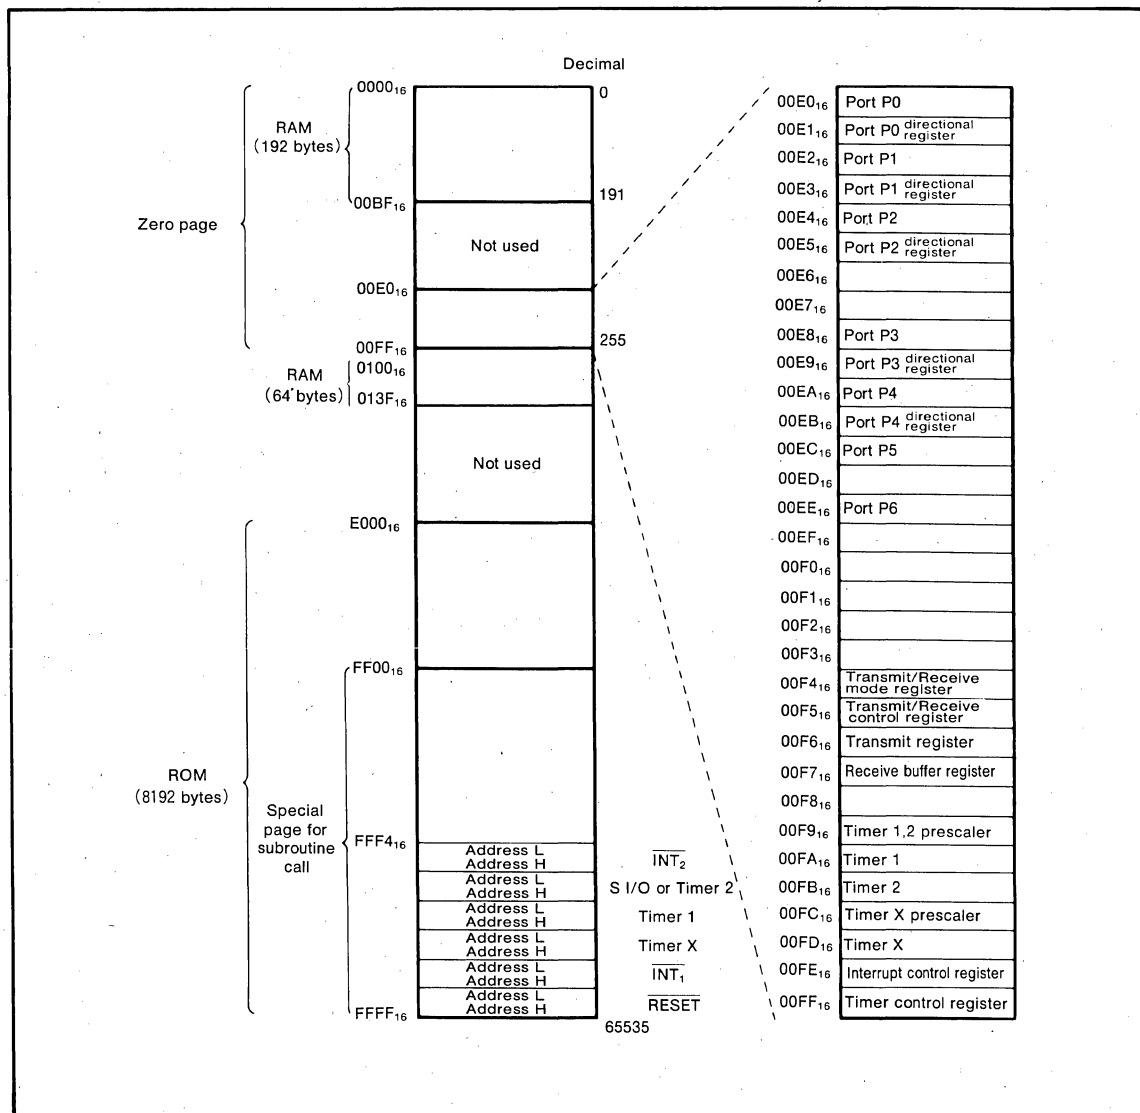 Decimal
0000₁₆
0
RAM
(192 bytes)
191
00BF₁₆
Zero page
Not used
00E0₁₆
255
00FF₁₆
RAM
(64 bytes)
0100₁₆
013F₁₆
Not used
E000₁₆
FF00₁₆
ROM
(8192 bytes)
Special
page for
subroutine
call
FFF4₁₆
Address L
Address H
INT₂
Address L
Address H
S I/O or Timer 2
Address L
Address H
Timer 1
Address L
Address H
Timer X
Address L
Address H
INT₁
Address L
Address H
RESET
FFFF₁₆
65535
00E0₁₆ Port P0
00E1₁₆ Port P0 directional register
00E2₁₆ Port P1
00E3₁₆ Port P1 directional register
00E4₁₆ Port P2
00E5₁₆ Port P2 directional register
00E6₁₆
00E7₁₆
00E8₁₆ Port P3
00E9₁₆ Port P3 directional register
00EA₁₆ Port P4
00EB₁₆ Port P4 directional register
00EC₁₆ Port P5
00ED₁₆
00EE₁₆ Port P6
00EF₁₆
00F0₁₆
00F1₁₆
00F2₁₆
00F3₁₆
00F4₁₆ Transmit/Receive mode register
00F5₁₆ Transmit/Receive control register
00F6₁₆ Transmit register
00F7₁₆ Receive buffer register
00F8₁₆
00F9₁₆ Timer 1,2 prescaler
00FA₁₆ Timer 1
00FB₁₆ Timer 2
00FC₁₆ Timer X prescaler
00FD₁₆ Timer X
00FE₁₆ Interrupt control register
00FF₁₆ Timer control register